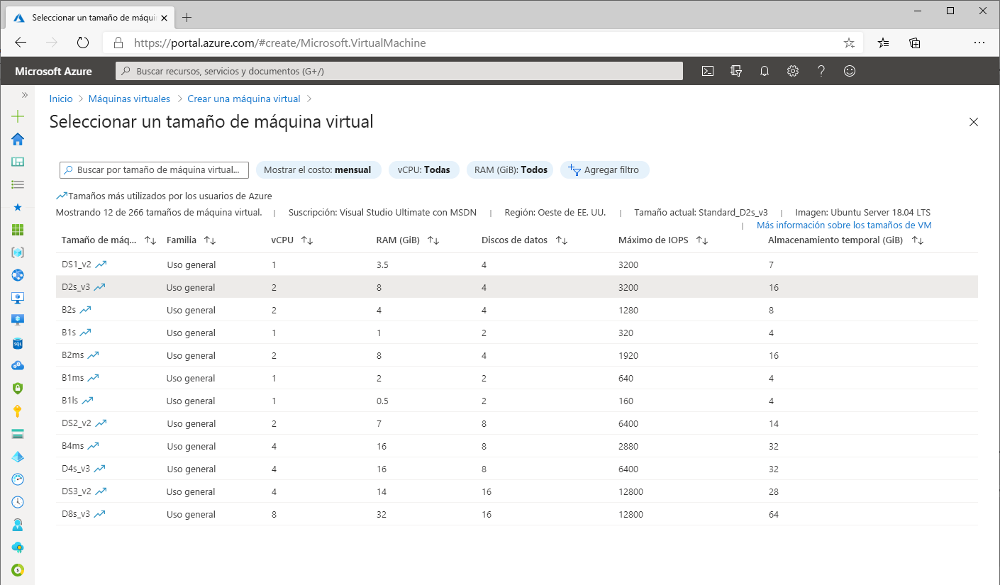 Seleccionar un tamaño de máqui
https://portal.azure.com/#create/Microsoft.VirtualMachine
Microsoft Azure
Buscar recursos, servicios y documentos (G+/)
Inicio > Máquinas virtuales > Crear una máquina virtual >
Seleccionar un tamaño de máquina virtual
Buscar por tamaño de máquina virtual... Mostrar el costo: mensual vCPU: Todas RAM (GiB): Todos Agregar filtro
Tamaños más utilizados por los usuarios de Azure
Mostrando 12 de 266 tamaños de máquina virtual. | Suscripción: Visual Studio Ultimate con MSDN | Región: Oeste de EE. UU. | Tamaño actual: Standard_D2s_v3 | Imagen: Ubuntu Server 18.04 LTS
| Más información sobre los tamaños de VM
Tamaño de máq... Familia vCPU RAM (GiB) Discos de datos Máximo de IOPS Almacenamiento temporal (GiB)
DS1_v2 Uso general 1 3.5 4 3200 7
D2s_v3 Uso general 2 8 4 3200 16
B2s Uso general 2 4 4 1280 8
B1s Uso general 1 1 2 320 4
B2ms Uso general 2 8 4 1920 16
B1ms Uso general 1 2 2 640 4
B1ls Uso general 1 0.5 2 160 4
DS2_v2 Uso general 2 7 8 6400 14
B4ms Uso general 4 16 8 2880 32
D4s_v3 Uso general 4 16 8 6400 32
DS3_v2 Uso general 4 14 16 12800 28
D8s_v3 Uso general 8 32 16 12800 64
SQL